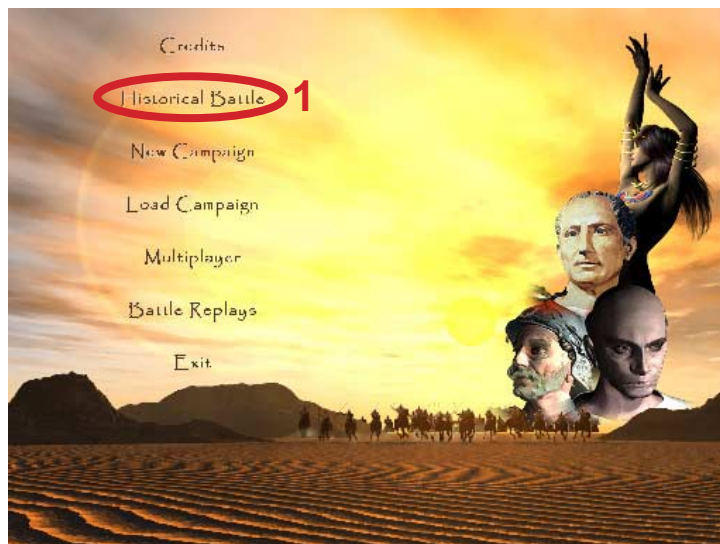 Credits
Historical Battle 1
New Campaign
Load Campaign
Multiplayer
Battle Replays
Exit